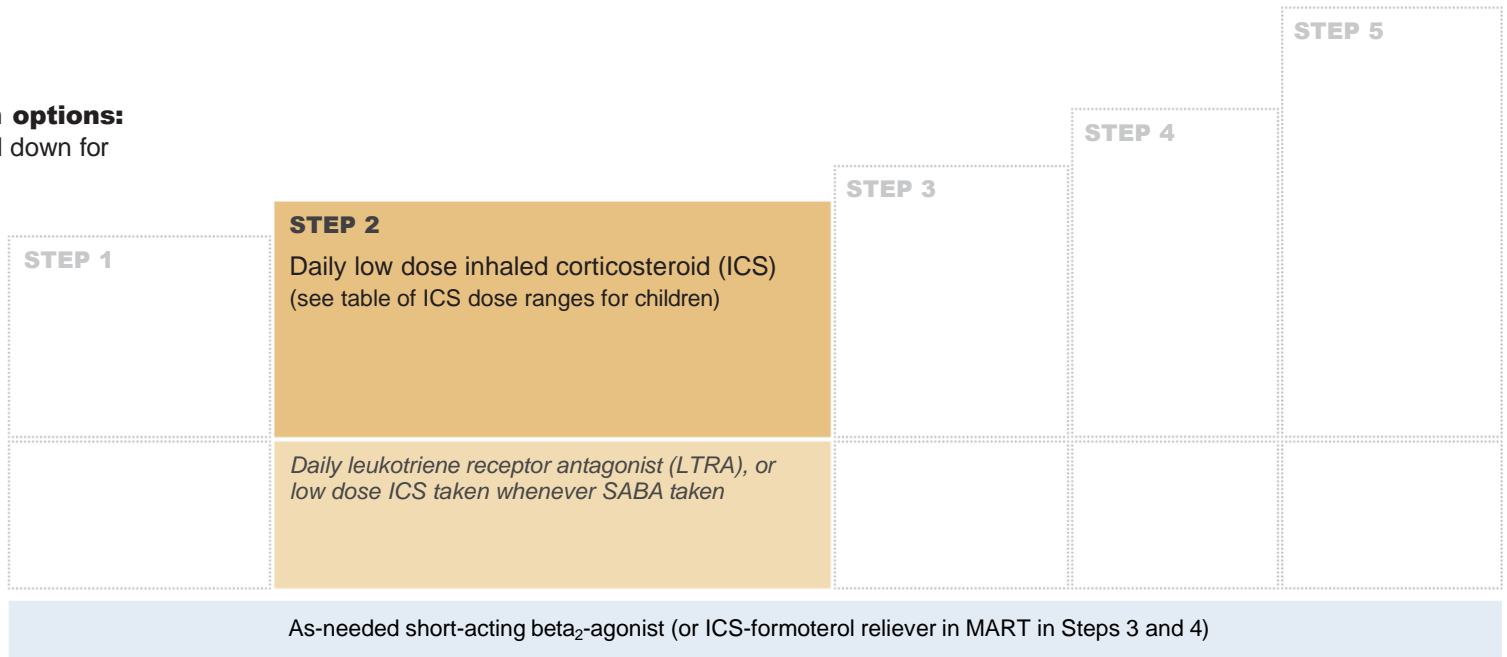 options:
down for
STEP 1
STEP 2
Daily low dose inhaled corticosteroid (ICS)
(see table of ICS dose ranges for children)
Daily leukotriene receptor antagonist (LTRA), or
low dose ICS taken whenever SABA taken
STEP 3
STEP 4
STEP 5
As-needed short-acting beta₂-agonist (or ICS-formoterol reliever in MART in Steps 3 and 4)